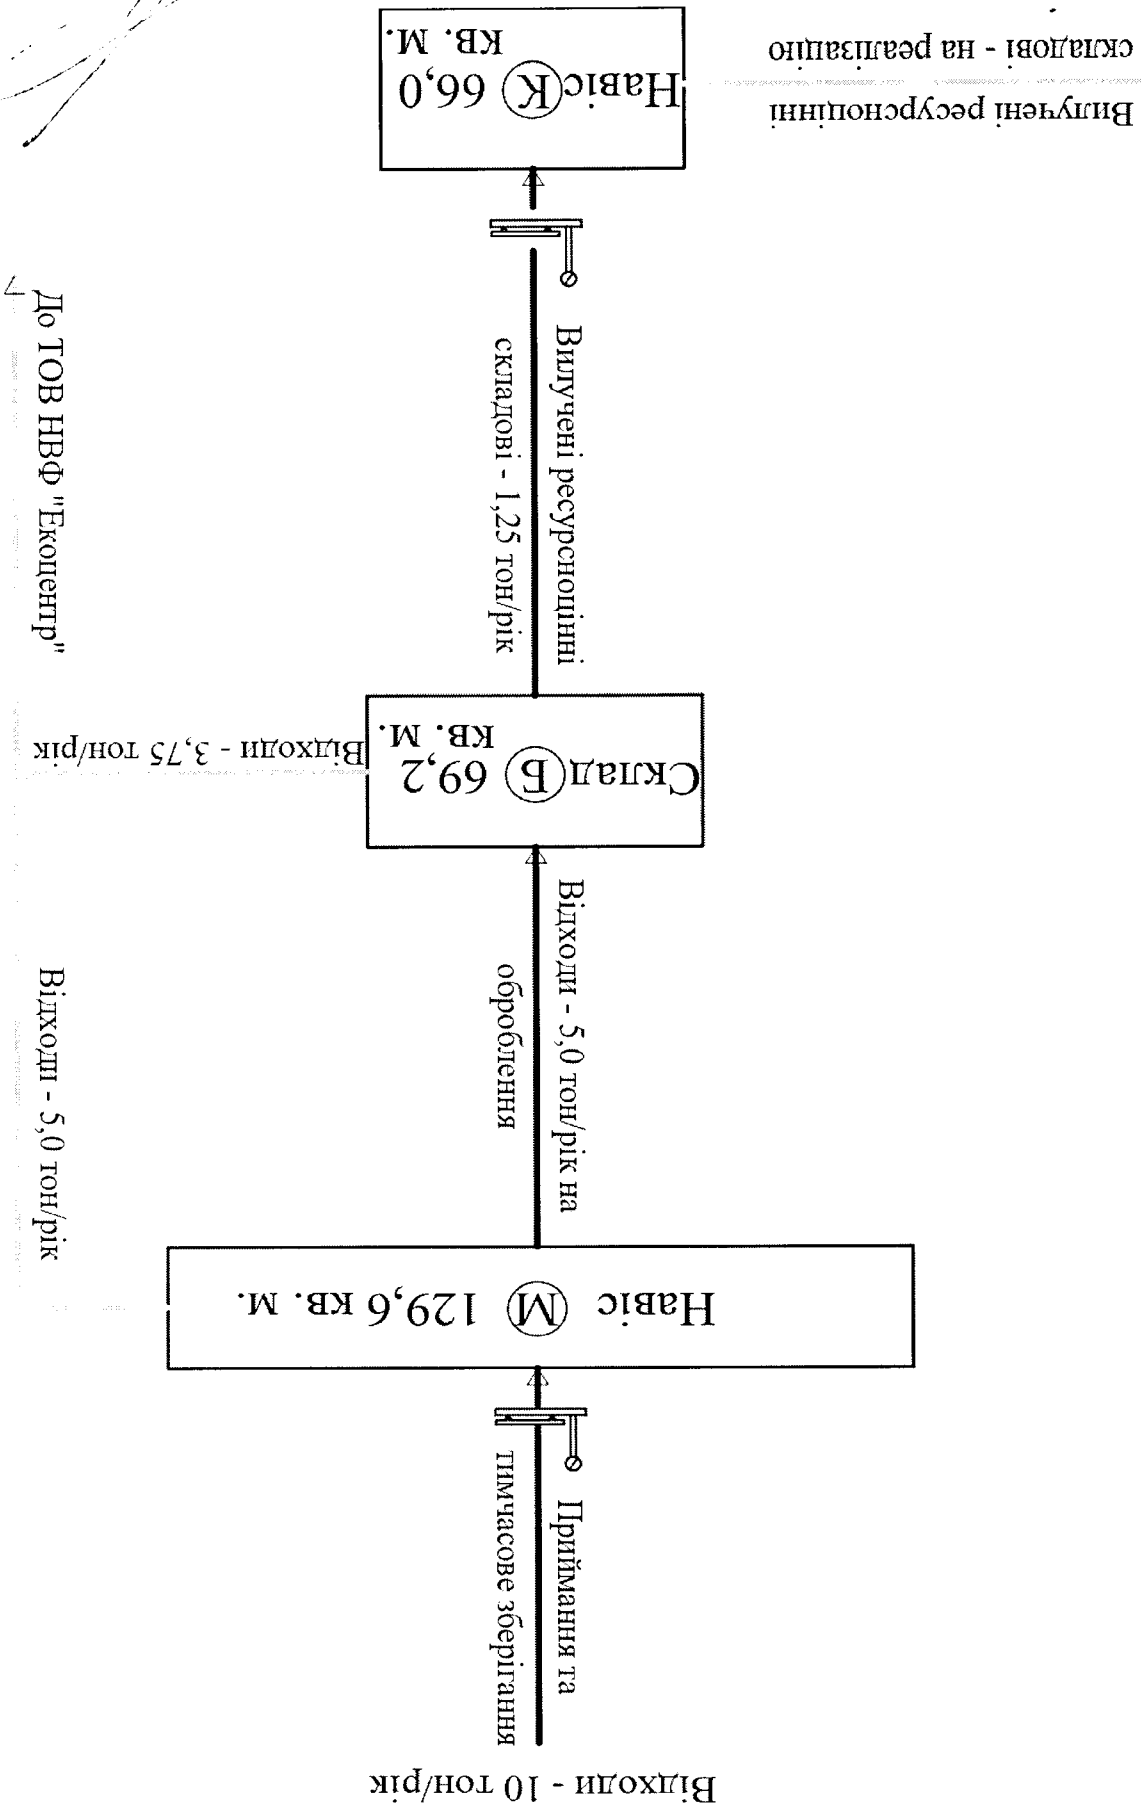 Відходи - 10 тон/рік
Приймання та
тимчасове зберігання
Навіс М 129,6 кв. м.
Відходи - 5,0 тон/рік
Відходи - 5,0 тон/рік на
оброблення
Склад Б 69,2
кв. м.
Відходи - 3,75 тон/рік
До ТОВ НВФ "Екоцентр"
Вилучені ресурсноцінні
складові - 1,25 тон/рік
Навіс К 66,0
кв. м.
Вилучені ресурсноцінні
складові - на реалізацію